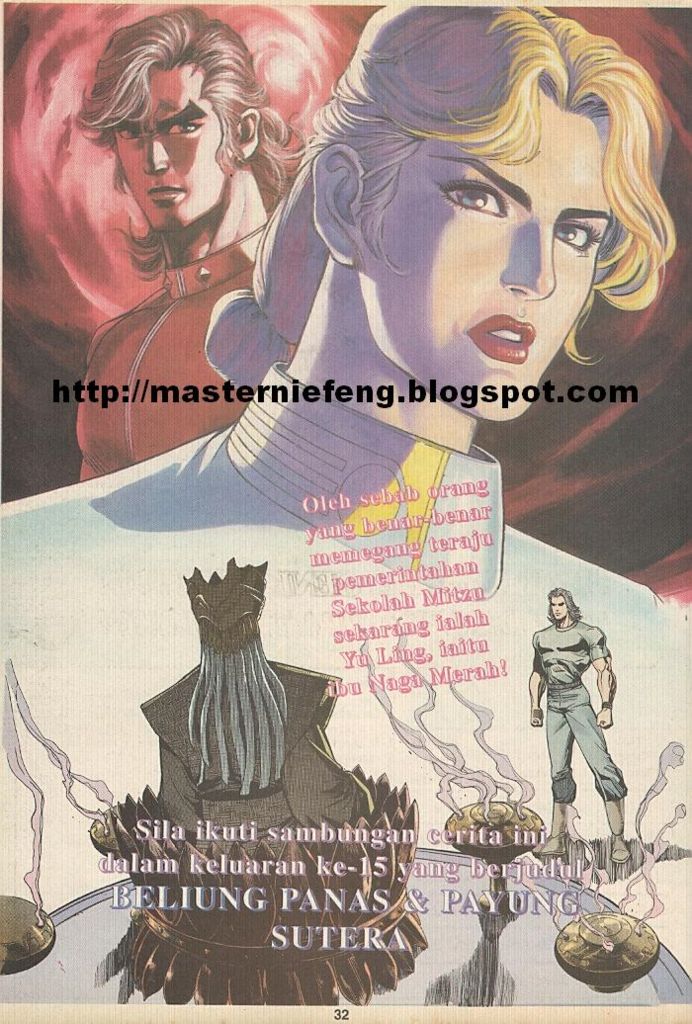 http://masterniefeng.blogspot.com
Oleh sebab orang
yang benar-benar
memegang teraju
pemerintahan
Sekolah Mitzu
sekarang ialah
Yu Ling, iaitu
ibu Naga Merah!
Sila ikuti sambungan cerita ini
dalam keluaran ke-15 yang berjudul
BELIUNG PANAS & PAYUNG
SUTERA
32